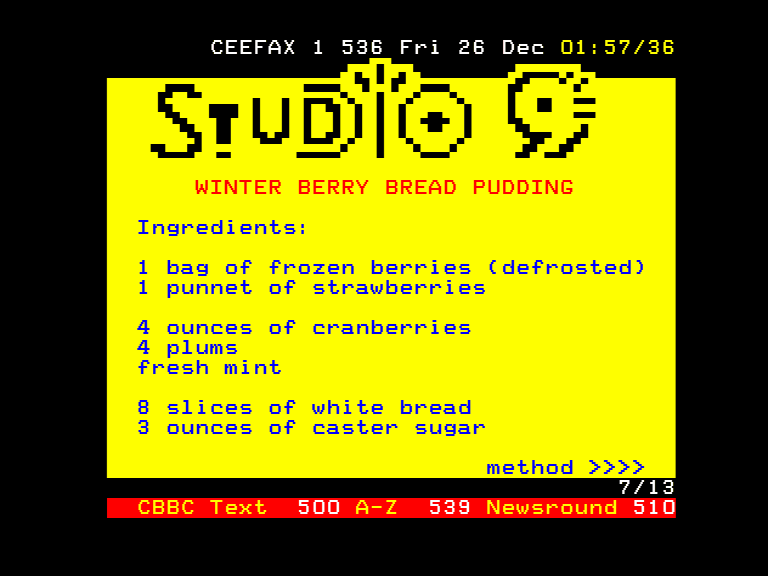 CEEFAX 1 536 Fri 26 Dec 01:57/36
STUDIO 9
WINTER BERRY BREAD PUDDING
Ingredients:
1 bag of frozen berries (defrosted)
1 punnet of strawberries
4 ounces of cranberries
4 plums
fresh mint
8 slices of white bread
3 ounces of caster sugar
method >>>>
7/13
CBBC Text 500 A-Z 539 Newsround 510